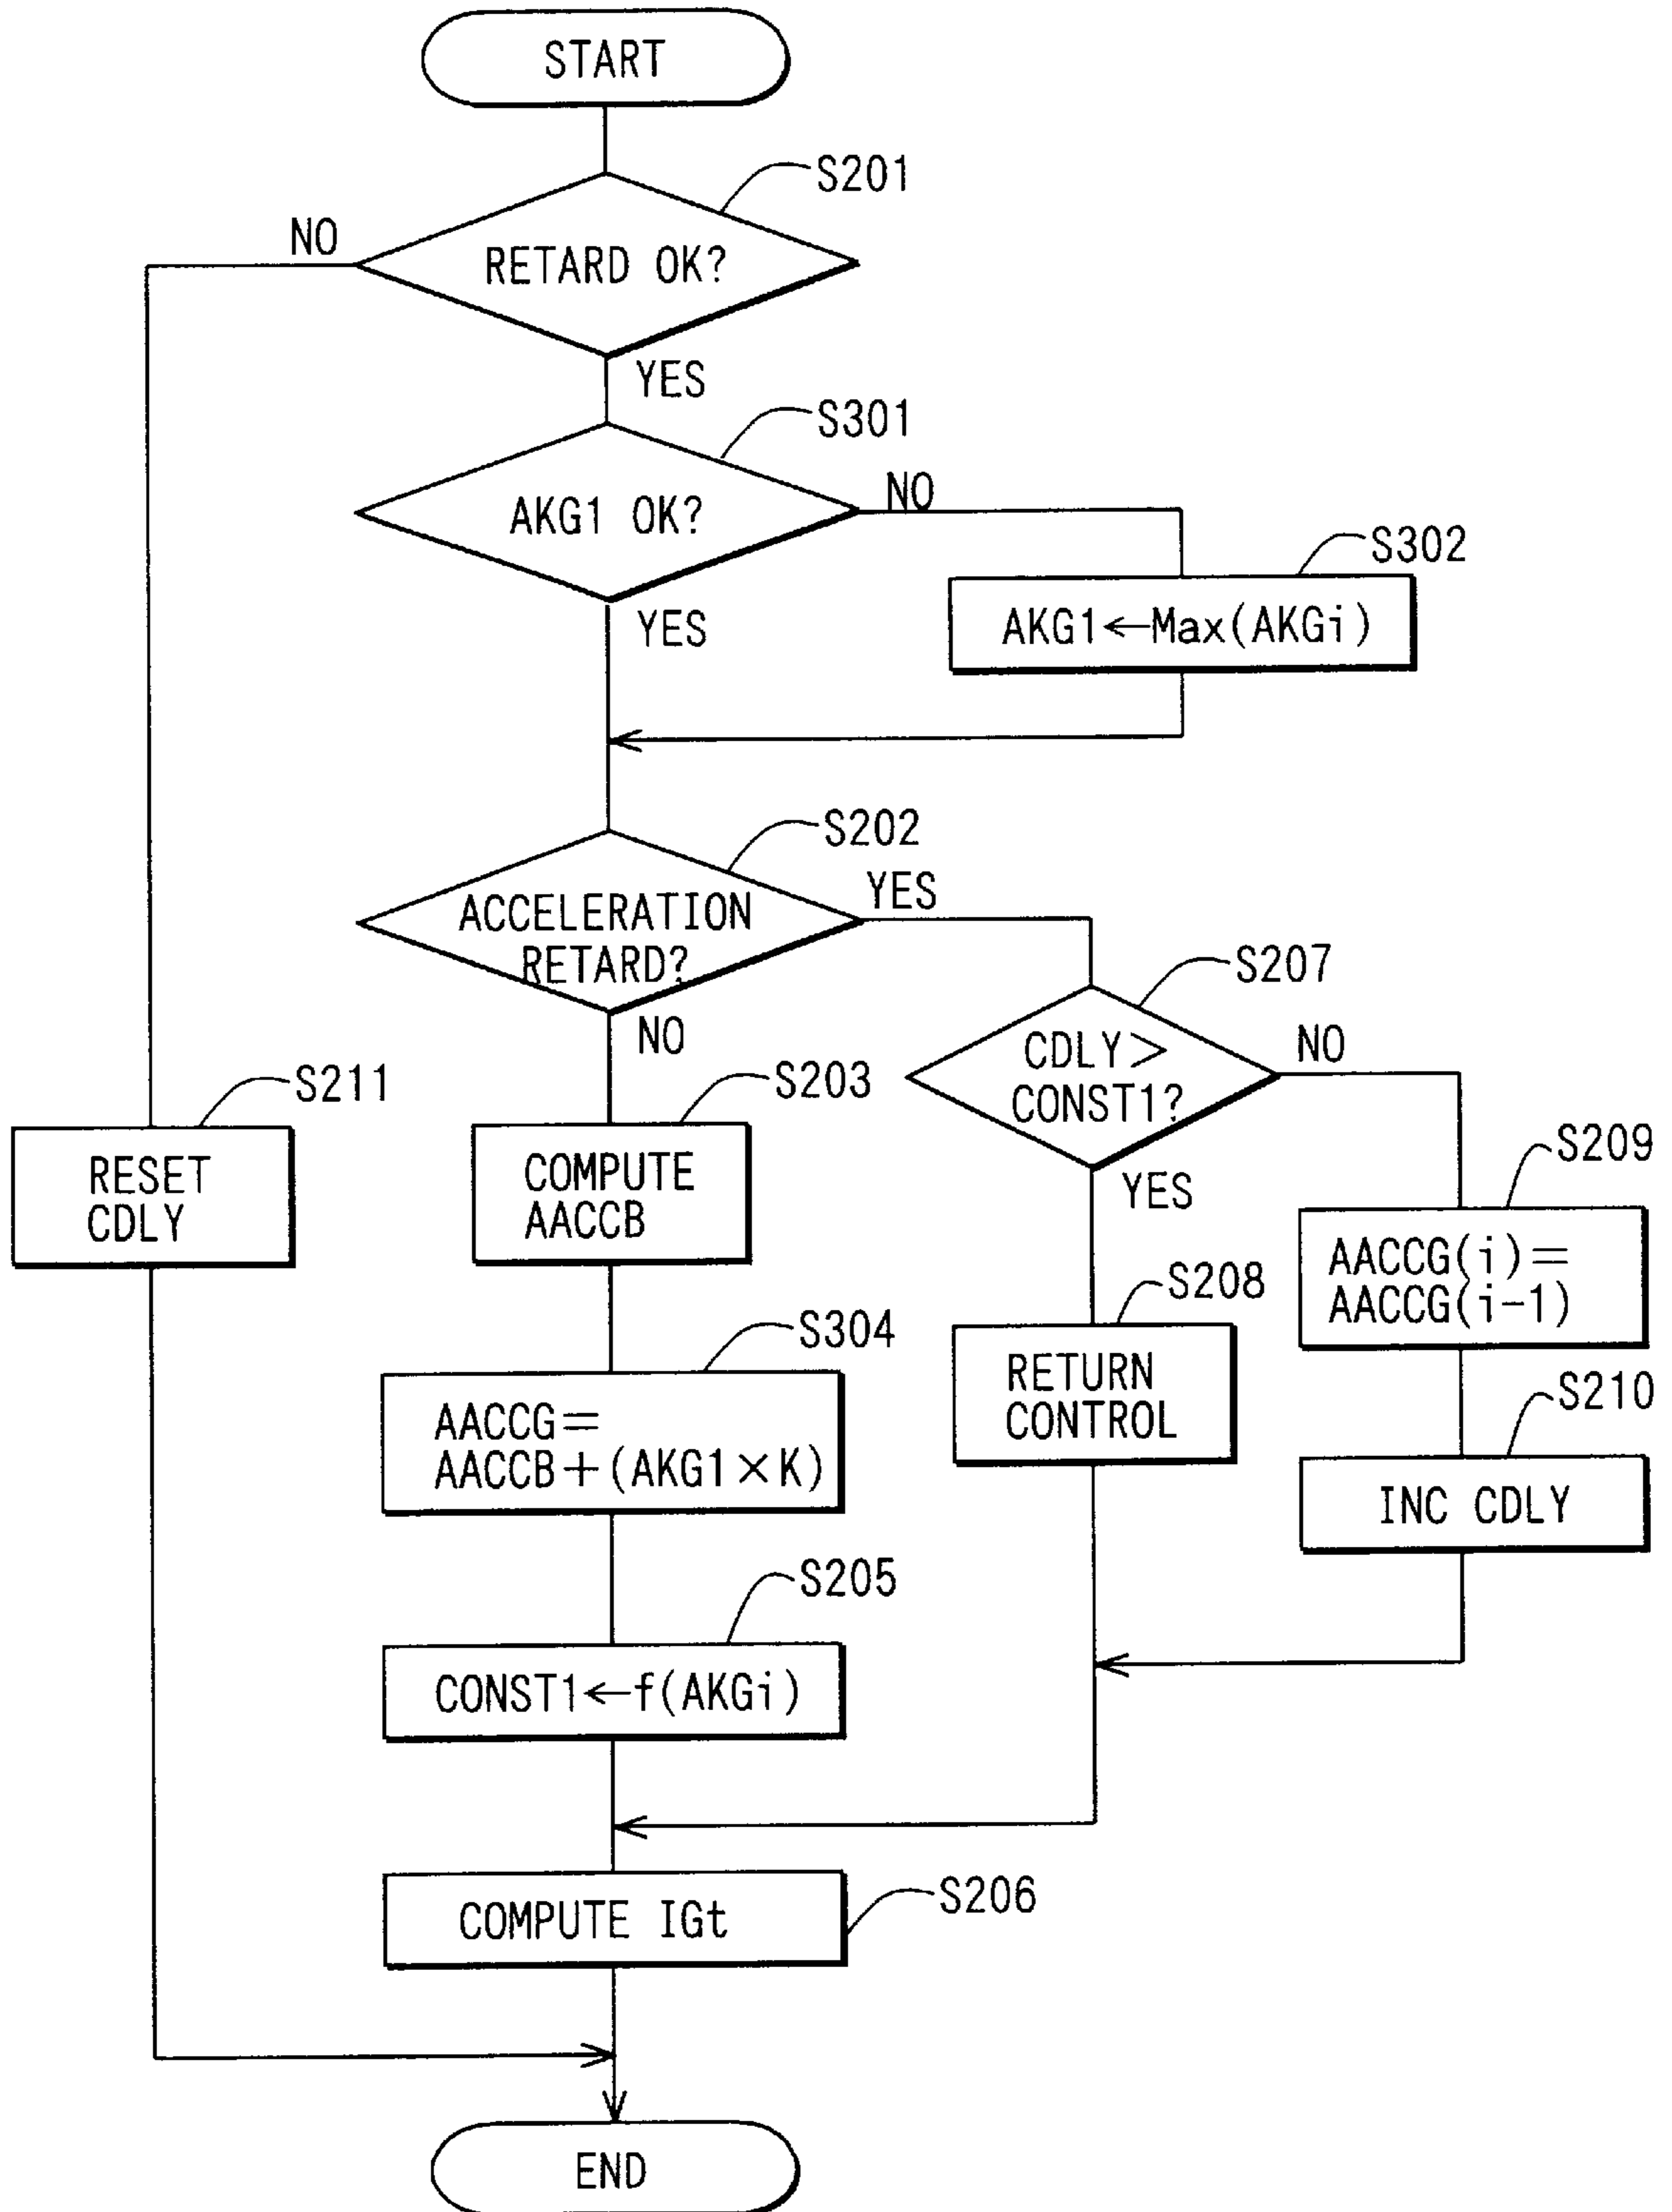 START
S201
NO
RETARD OK?
YES
S301
NO
AKG1 OK?
S302
YES
AKG1←Max(AKGi)
S202
YES
ACCELERATION
RETARD?
S207
NO
CDLY>
CONST1?
NO
S211
S203
S209
YES
RESET
CDLY
COMPUTE
AACCB
AACCG(i)=
AACCG(i-1)
S208
S304
RETURN
CONTROL
S210
AACCG=
AACCB+(AKG1×K)
INC CDLY
S205
CONST1←f(AKGi)
S206
COMPUTE IGt
END